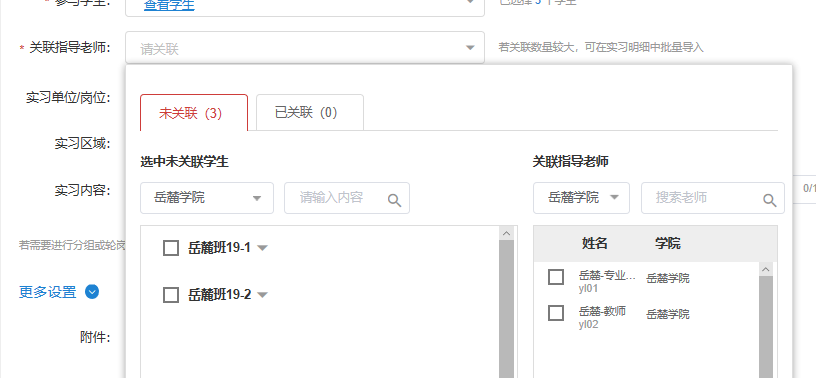 * 参与学生:
查看学生
已选择 3 个学生
* 关联指导老师:
请关联
若关联数量较大，可在实习明细中批量导入
实习单位/岗位:
未关联（3）
已关联（0）
实习区域:
选中未关联学生
关联指导老师
实习内容:
岳麓学院
请输入内容
岳麓学院
搜索老师
0/1
若需要进行分组或轮岗
岳麓班19-1
姓名
学院
岳麓-专业...
yl01
岳麓学院
更多设置
岳麓班19-2
岳麓-教师
yl02
岳麓学院
附件: